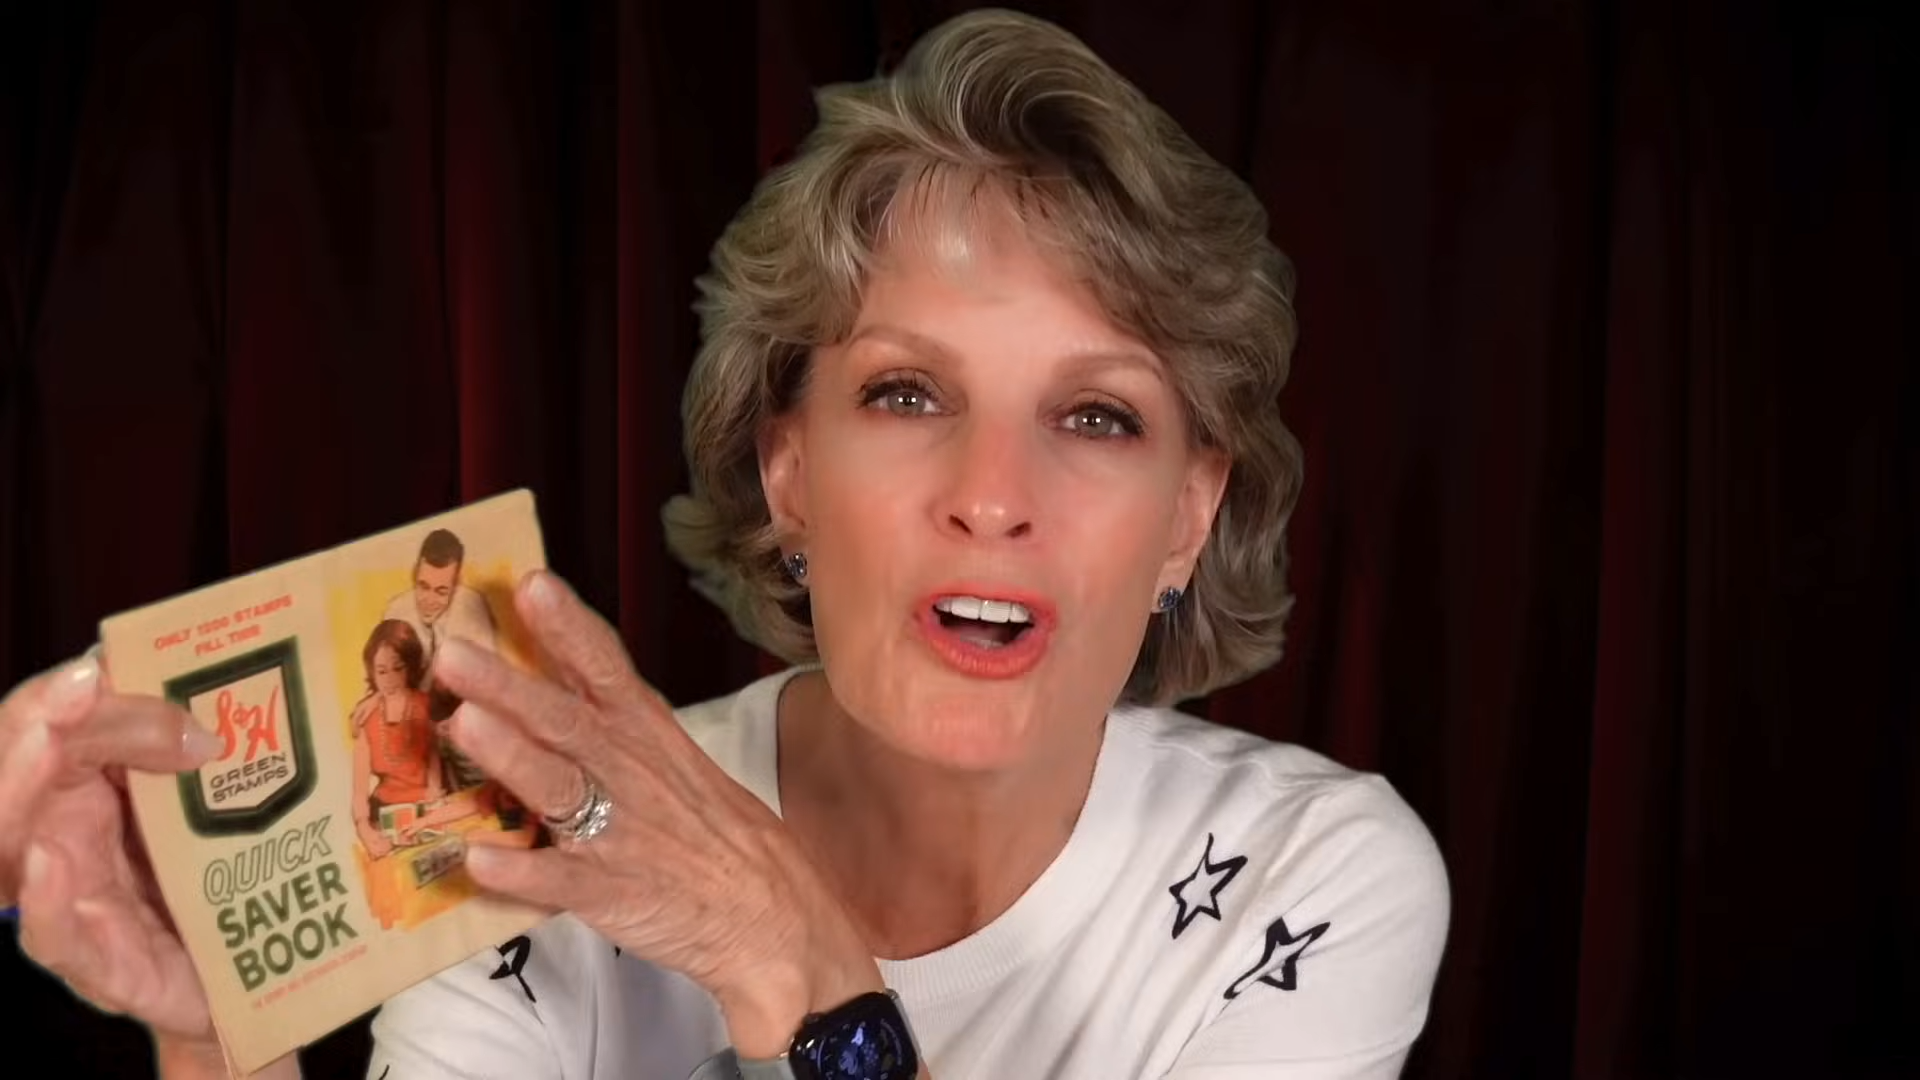 ONLY 1200 STAMPS
FILL THIS
S&H
GREEN
STAMPS
QUICK
SAVER
BOOK